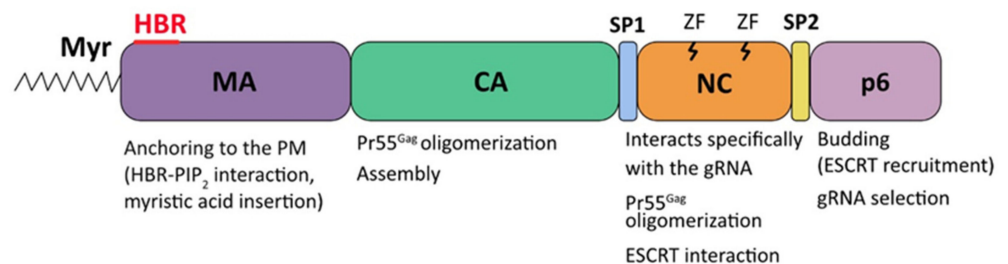 HBR
Myr
SP1
ZF
ZF
SP2
MA
CA
NC
p6
Anchoring to the PM
(HBR-PIP2 interaction,
myristic acid insertion)
Pr55Gag oligomerization
Assembly
Interacts specifically
with the gRNA
Pr55Gag
oligomerization
ESCRT interaction
Budding
(ESCRT recruitment)
gRNA selection